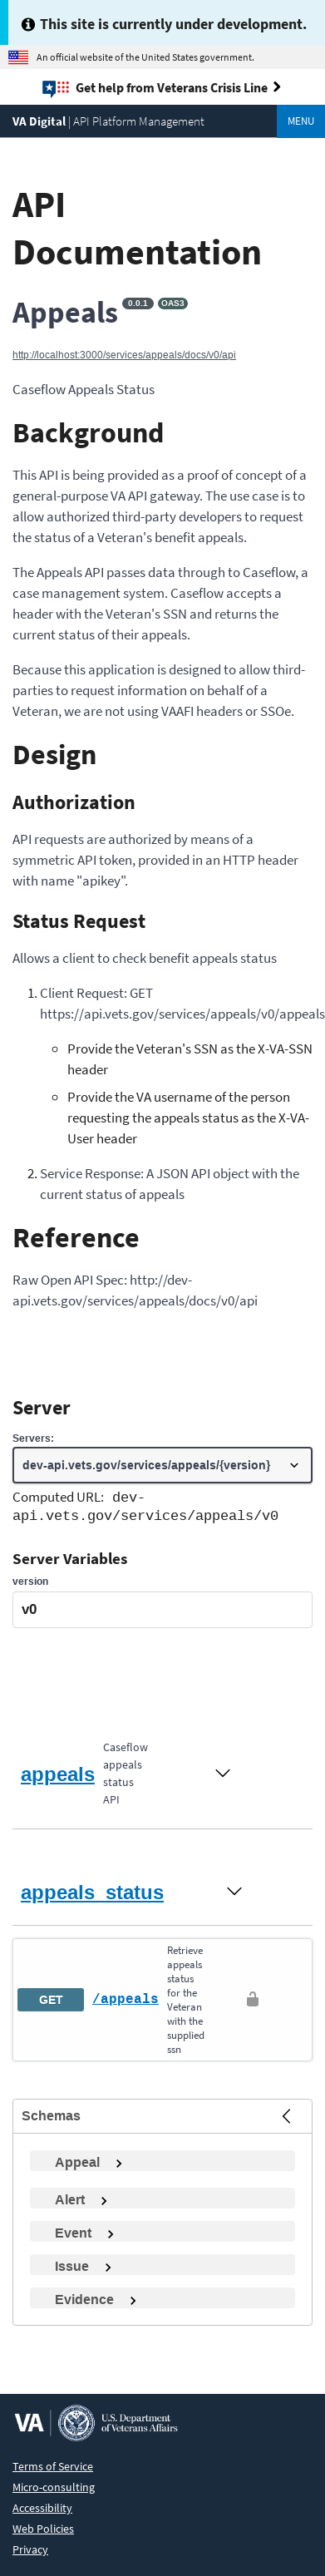 This site is currently under development.
An official website of the United States government.
Get help from Veterans Crisis Line
VA Digital | API Platform Management
MENU
API
Documentation
Appeals 0.0.1 OAS3
http://localhost:3000/services/appeals/docs/v0/api
Caseflow Appeals Status
Background
This API is being provided as a proof of concept of a
general-purpose VA API gateway. The use case is to
allow authorized third-party developers to request
the status of a Veteran's benefit appeals.
The Appeals API passes data through to Caseflow, a
case management system. Caseflow accepts a
header with the Veteran's SSN and returns the
current status of their appeals.
Because this application is designed to allow third-
parties to request information on behalf of a
Veteran, we are not using VAAFI headers or SSOe.
Design
Authorization
API requests are authorized by means of a
symmetric API token, provided in an HTTP header
with name "apikey".
Status Request
Allows a client to check benefit appeals status
1. Client Request: GET
https://api.vets.gov/services/appeals/v0/appeals
Provide the Veteran's SSN as the X-VA-SSN
header
Provide the VA username of the person
requesting the appeals status as the X-VA-
User header
2. Service Response: A JSON API object with the
current status of appeals
Reference
Raw Open API Spec: http://dev-
api.vets.gov/services/appeals/docs/v0/api
Server
Servers:
dev-api.vets.gov/services/appeals/{version}
Computed URL: dev-
api.vets.gov/services/appeals/v0
Server Variables
version
v0
appeals
Caseflow
appeals
status
API
appeals_status
GET
/appeals
Retrieve
appeals
status
for the
Veteran
with the
supplied
ssn
Schemas
Appeal
Alert
Event
Issue
Evidence
VA
U.S. Department
of Veterans Affairs
Terms of Service
Micro-consulting
Accessibility
Web Policies
Privacy